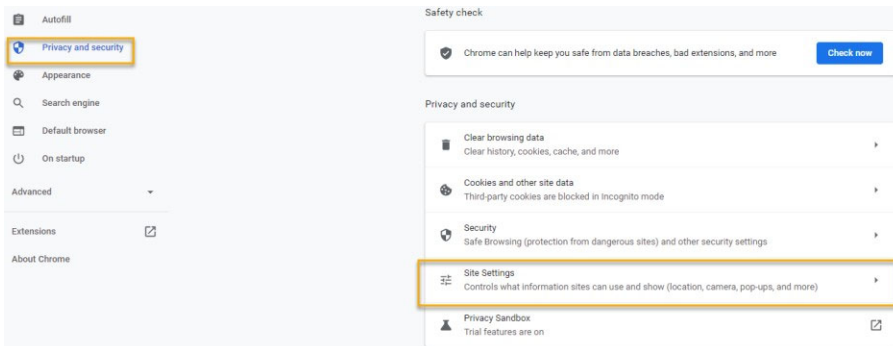 Autofill
Privacy and security
Appearance
Search engine
Default browser
On startup
Advanced
Extensions
About Chrome
Safety check
Chrome can help keep you safe from data breaches, bad extensions, and more
Check now
Privacy and security
Clear browsing data
Clear history, cookies, cache, and more
Cookies and other site data
Third-party cookies are blocked in Incognito mode
Security
Safe Browsing (protection from dangerous sites) and other security settings
Site Settings
Controls what information sites can use and show (location, camera, pop-ups, and more)
Privacy Sandbox
Trial features are on